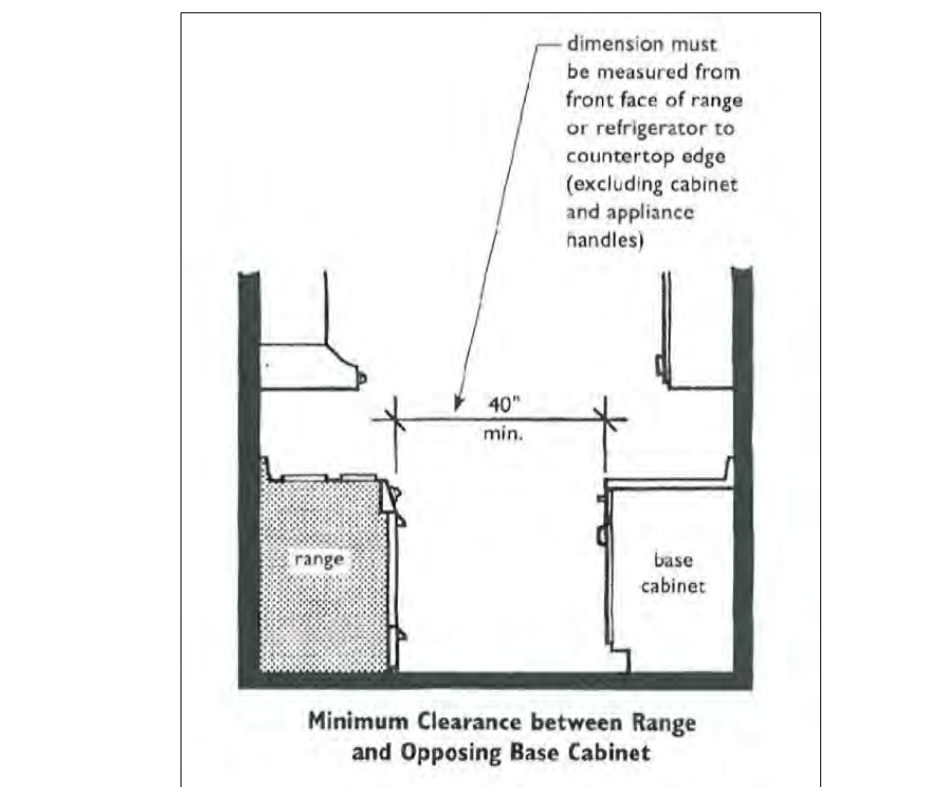 dimension must
be measured from
front face of range
or refrigerator to
countertop edge
(excluding cabinet
and appliance
handles)
40"
min.
range
base
cabinet
Minimum Clearance between Range
and Opposing Base Cabinet